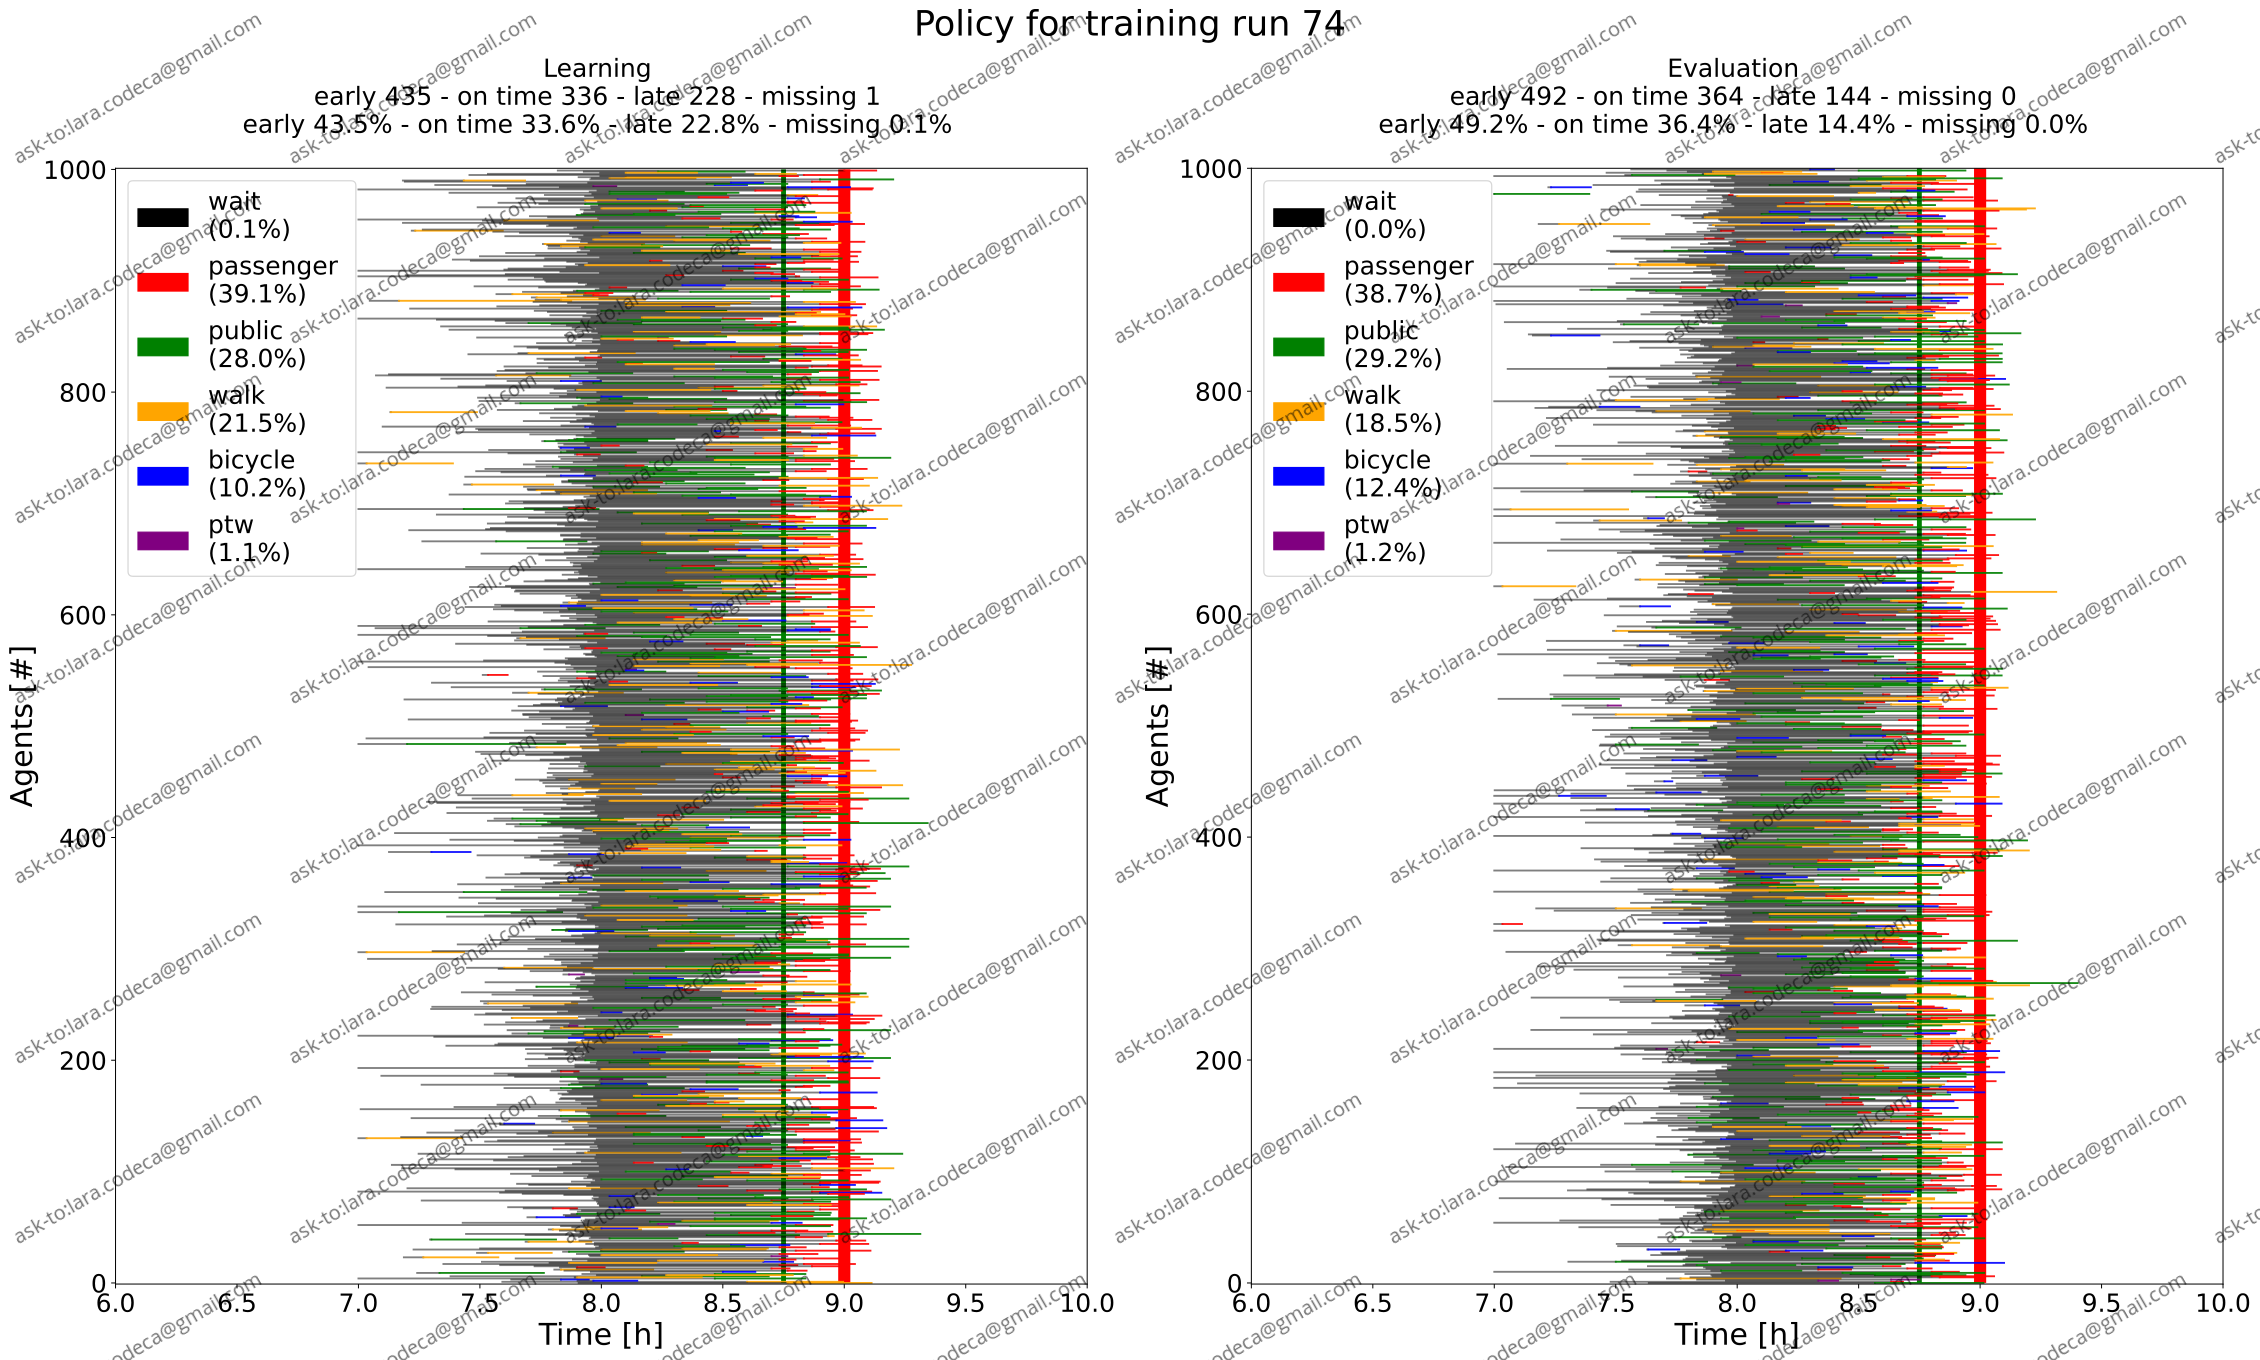 Policy for training run 74
Learning
early 435 - on time 336 - late 228 - missing 1
early 43.5% - on time 33.6% - late 22.8% - missing 0.1%
1000
800
600
400
200
0
Agents [#]
wait
(0.1%)
passenger
(39.1%)
public
(28.0%)
walk
(21.5%)
bicycle
(10.2%)
ptw
(1.1%)
6.0 6.5 7.0 7.5 8.0 8.5 9.0 9.5 10.0
Time [h]
Evaluation
early 492 - on time 364 - late 144 - missing 0
early 49.2% - on time 36.4% - late 14.4% - missing 0.0%
1000
800
600
400
200
0
Agents [#]
wait
(0.0%)
passenger
(38.7%)
public
(29.2%)
walk
(18.5%)
bicycle
(12.4%)
ptw
(1.2%)
6.0 6.5 7.0 7.5 8.0 8.5 9.0 9.5 10.0
Time [h]
ask-to:lara.codeca@gmail.com